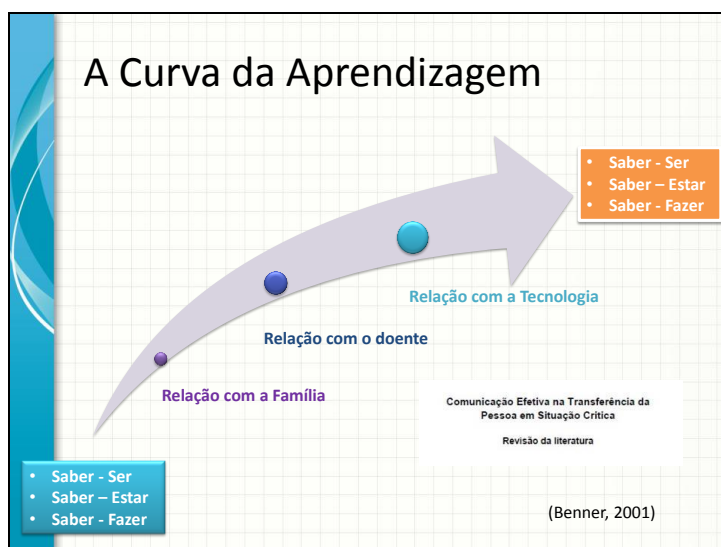 A Curva da Aprendizagem
• Saber - Ser
• Saber – Estar
• Saber - Fazer
Relação com a Tecnologia
Relação com o doente
Relação com a Família
Comunicação Efetiva na Transferência da
Pessoa em Situação Crítica
Revisão da literatura
• Saber - Ser
• Saber – Estar
• Saber - Fazer
(Benner, 2001)